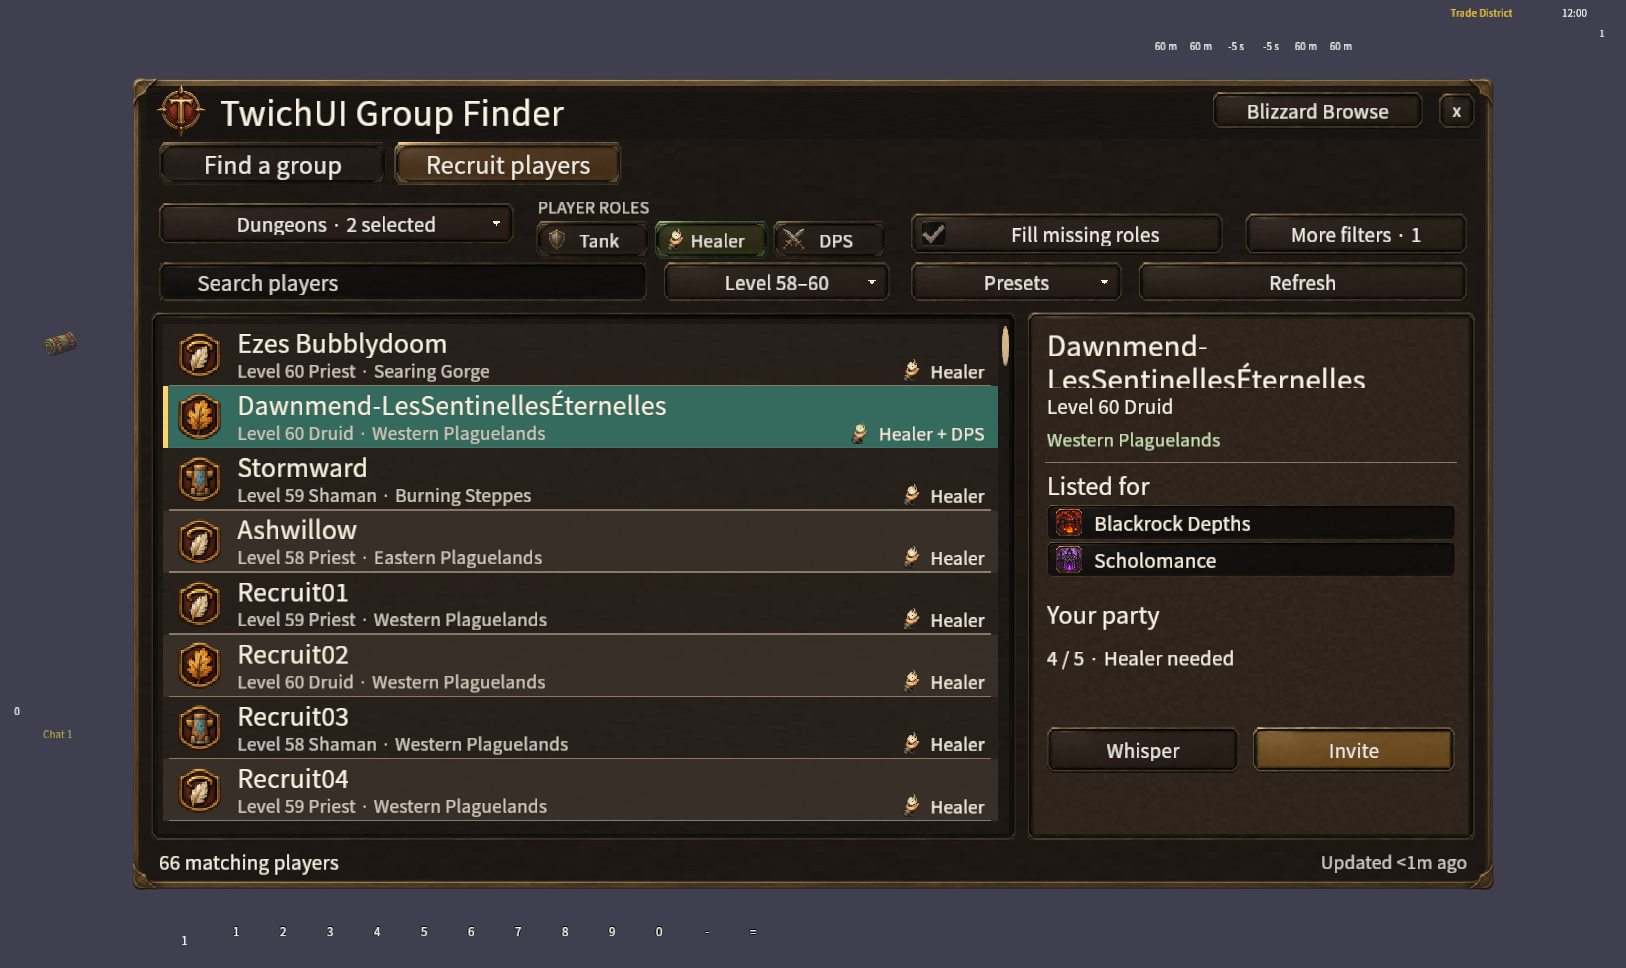 Trade District
12:00
1
60 m 60 m -5 s -5 s 60 m 60 m
TwichUI Group Finder
Blizzard Browse
x
Find a group
Recruit players
Dungeons · 2 selected
PLAYER ROLES
Tank
Healer
DPS
Fill missing roles
More filters · 1
Search players
Level 58–60
Presets
Refresh
Ezes Bubblydoom
Level 60 Priest · Searing Gorge
Healer
Dawnmend-LesSentinellesÉternelles
Level 60 Druid · Western Plaguelands
Healer + DPS
Stormward
Level 59 Shaman · Burning Steppes
Healer
Ashwillow
Level 58 Priest · Eastern Plaguelands
Healer
Recruit01
Level 59 Priest · Western Plaguelands
Healer
Recruit02
Level 60 Druid · Western Plaguelands
Healer
Recruit03
Level 58 Shaman · Western Plaguelands
Healer
Recruit04
Level 59 Priest · Western Plaguelands
Healer
Dawnmend-
LesSentinellesÉternelles
Level 60 Druid
Western Plaguelands
Listed for
Blackrock Depths
Scholomance
Your party
4 / 5 · Healer needed
Whisper
Invite
66 matching players
Updated <1m ago
0
Chat 1
1
1 2 3 4 5 6 7 8 9 0 - =